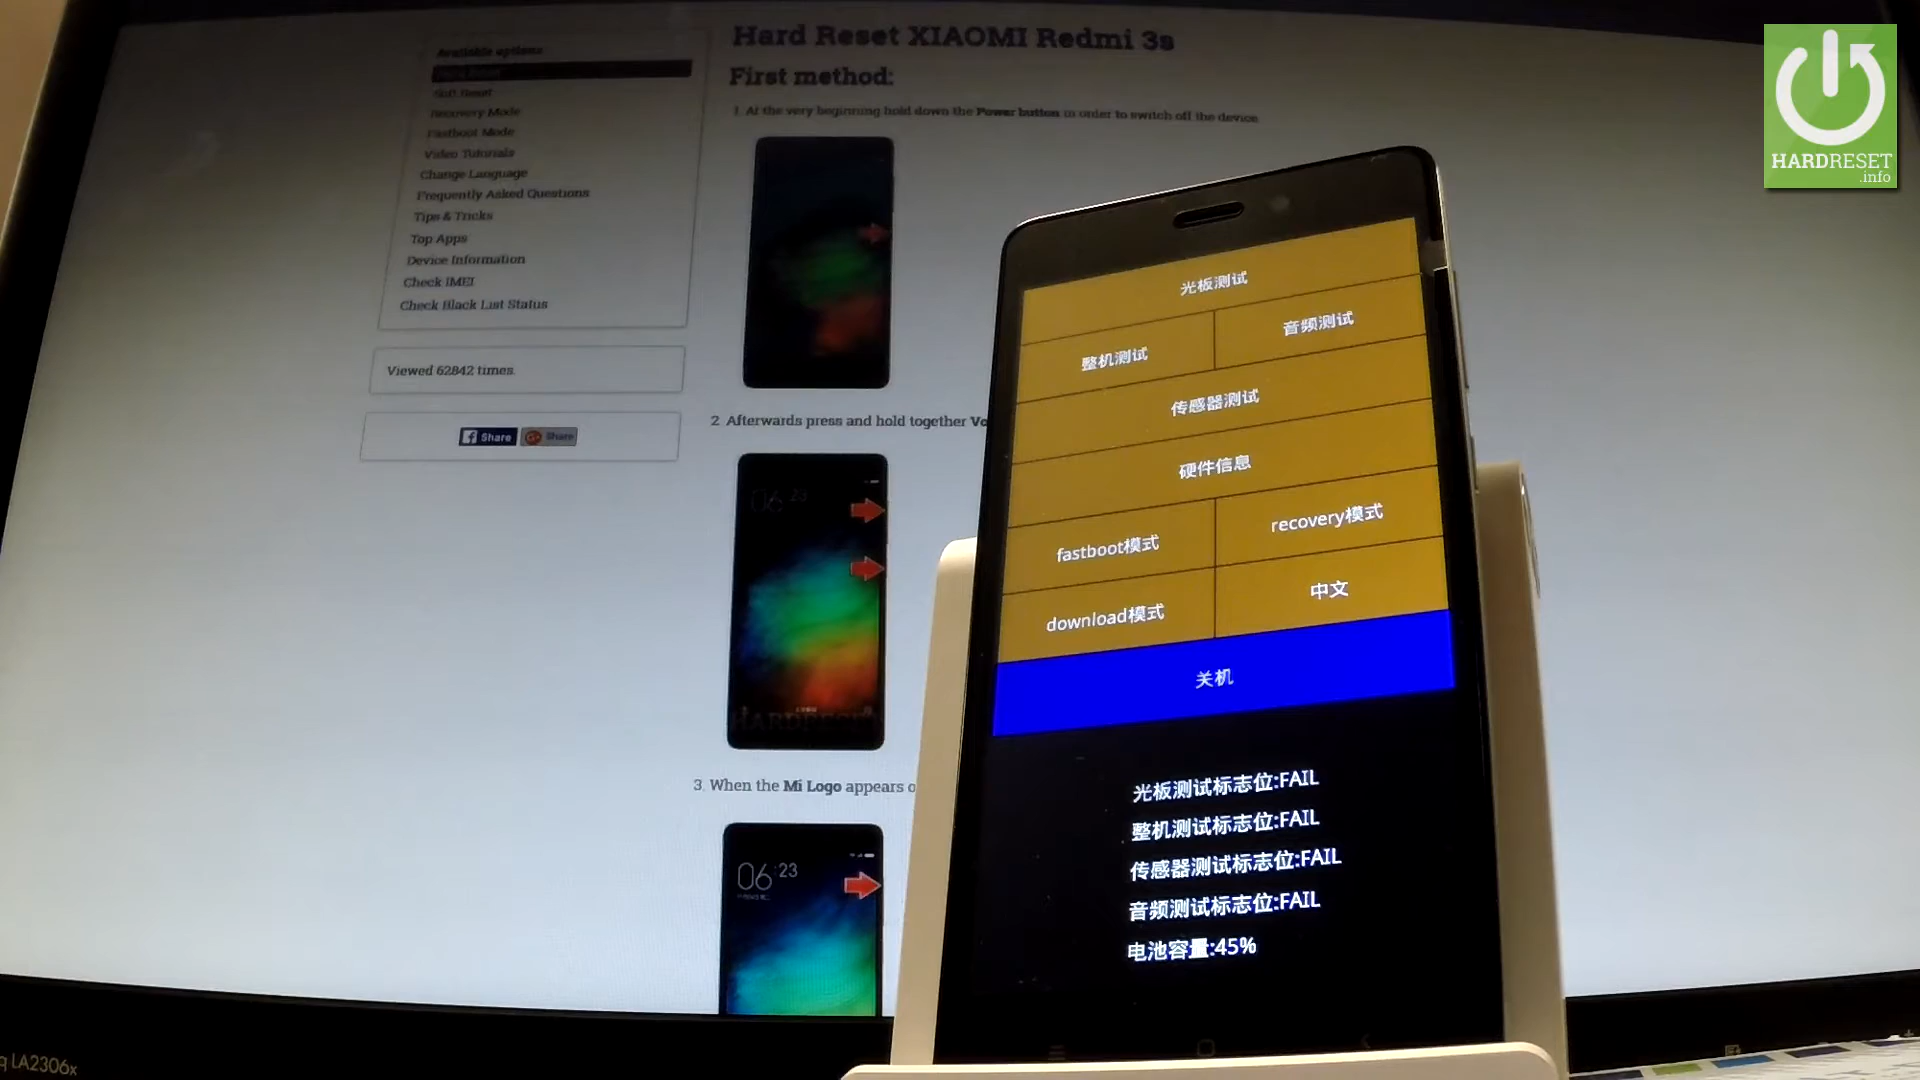 Available options
Hard Reset
Soft Reset
Recovery Mode
Fastboot Mode
Video Tutorials
Change Language
Frequently Asked Questions
Tips & Tricks
Top Apps
Device Information
Check IMEI
Check Black List Status
Viewed 62842 times.
Share
Share
Hard Reset XIAOMI Redmi 3s
First method:
1. At the very beginning hold down the Power button in order to switch off the device
2. Afterwards press and hold together
06:23
3. When the Mi Logo appears
06:23
HARDRESET
.info
光板测试
整机测试
音频测试
传感器测试
硬件信息
fastboot模式
recovery模式
download模式
中文
关机
光板测试标志位:FAIL
整机测试标志位:FAIL
传感器测试标志位:FAIL
音频测试标志位:FAIL
电池容量:45%
LA2306x